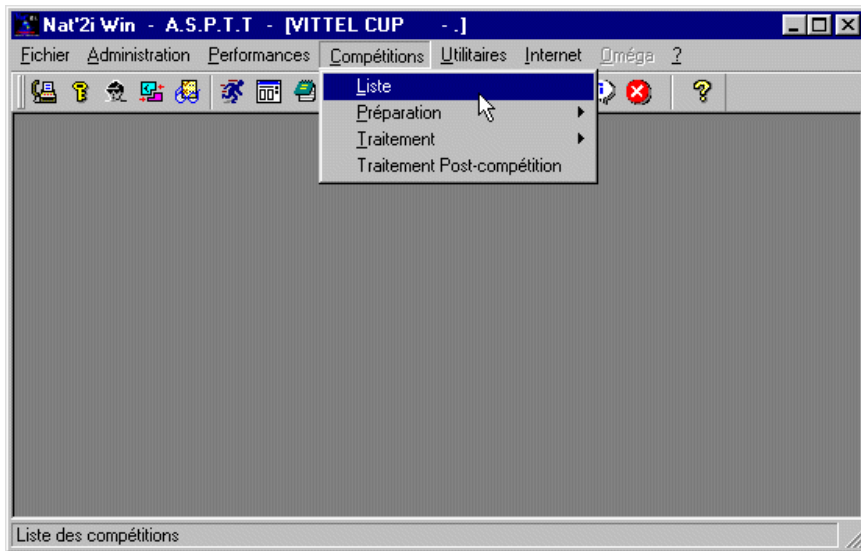 Nat'2i Win - A.S.P.T.T - [VITTEL CUP - .]
Fichier Administration Performances Compétitions Utilitaires Internet Oméga ?
Liste
Préparation
Traitement
Traitement Post-compétition
Liste des compétitions